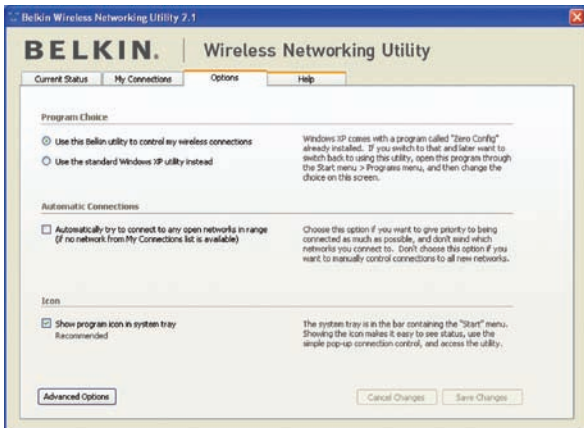 Belkin Wireless Networking Utility 2.1
BELKIN. Wireless Networking Utility
Current Status My Connections Options Help
Program Choice
Use this Belkin utility to control my wireless connections
Use the standard Windows XP utility instead
Windows XP comes with a program called "Zero Config"
already installed. If you switch to that and later want to
switch back to using this utility, open this program through
the Start menu > Programs menu, and then change the
choice on this screen.
Automatic Connections
Automatically try to connect to any open networks in range
(if no network from My Connections list is available)
Choose this option if you want to give priority to being
connected as much as possible, and don't mind which
networks you connect to. Don't choose this option if you
want to manually control connections to all new networks.
Icon
Show program icon in system tray
Recommended
The system tray is in the bar containing the "Start" menu.
Showing the icon makes it easy to see status, use the
simple pop-up connection control, and access the utility.
Advanced Options Cancel Changes Save Changes